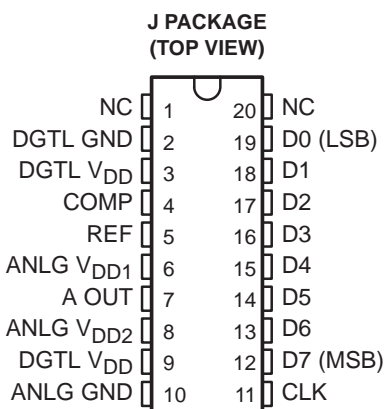 J PACKAGE
(TOP VIEW)
NC 1 20 NC
DGTL GND 2 19 D0 (LSB)
DGTL VDD 3 18 D1
COMP 4 17 D2
REF 5 16 D3
ANLG VDD1 6 15 D4
A OUT 7 14 D5
ANLG VDD2 8 13 D6
DGTL VDD 9 12 D7 (MSB)
ANLG GND 10 11 CLK